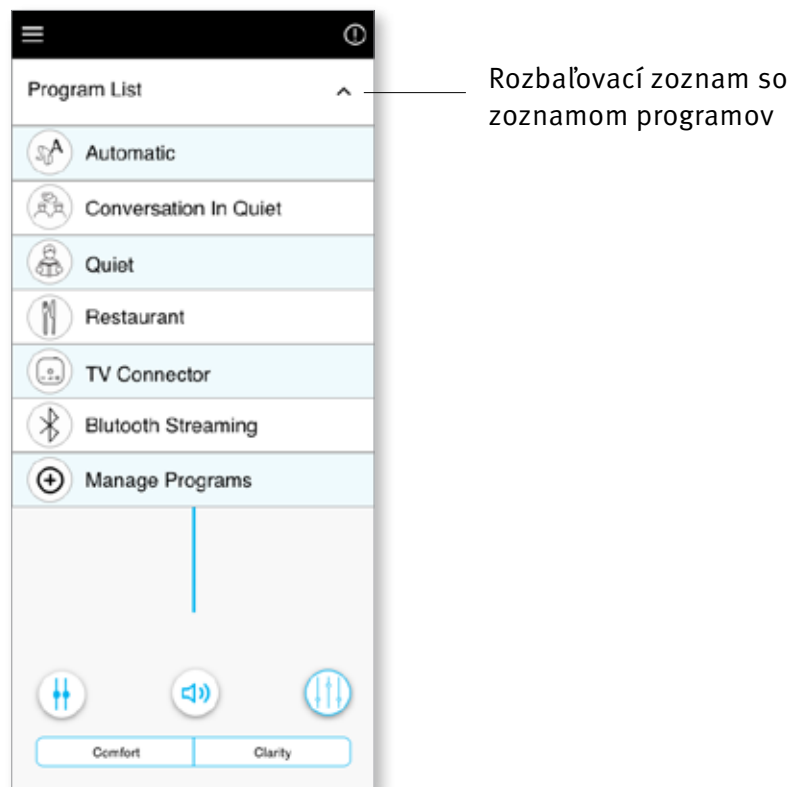 Program List
Rozbaľovací zoznam so
zoznamom programov
Automatic
Conversation In Quiet
Quiet
Restaurant
TV Connector
Blutooth Streaming
Manage Programs
Comfort Clarity